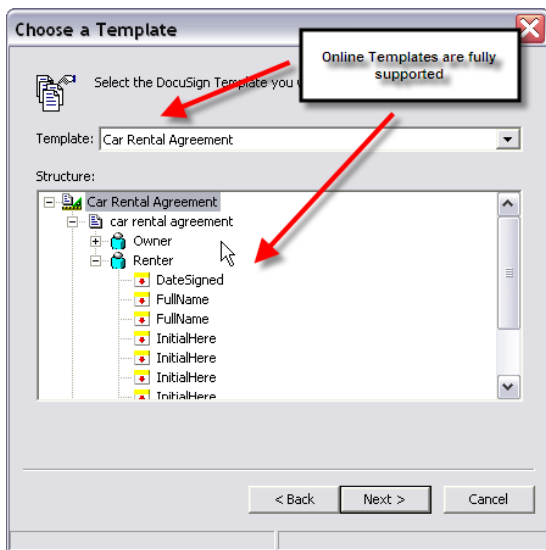 Choose a Template
Online Templates are fully
supported
Select the DocuSign Template you
Template: Car Rental Agreement
Structure:
Car Rental Agreement
car rental agreement
Owner
Renter
DateSigned
FullName
FullName
InitialHere
InitialHere
InitialHere
InitialHere
< Back Next > Cancel